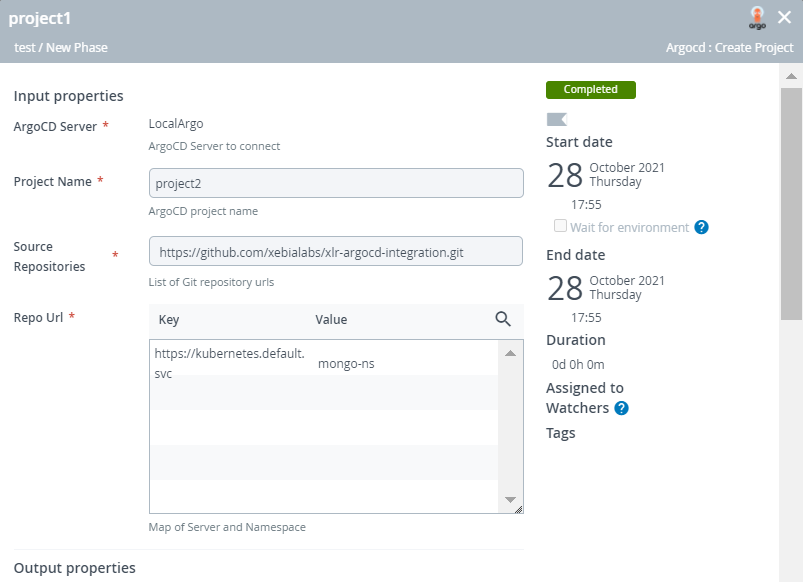 project1
argo
test / New Phase
Argocd : Create Project
Input properties
ArgoCD Server *
LocalArgo
ArgoCD Server to connect
Project Name *
project2
ArgoCD project name
Source
Repositories *
https://github.com/xebialabs/xlr-argocd-integration.git
List of Git repository urls
Repo Url *
Key
Value
https://kubernetes.default.
svc
mongo-ns
Map of Server and Namespace
Output properties
Completed
Start date
28 October 2021
Thursday
17:55
Wait for environment ?
End date
28 October 2021
Thursday
17:55
Duration
0d 0h 0m
Assigned to
Watchers ?
Tags